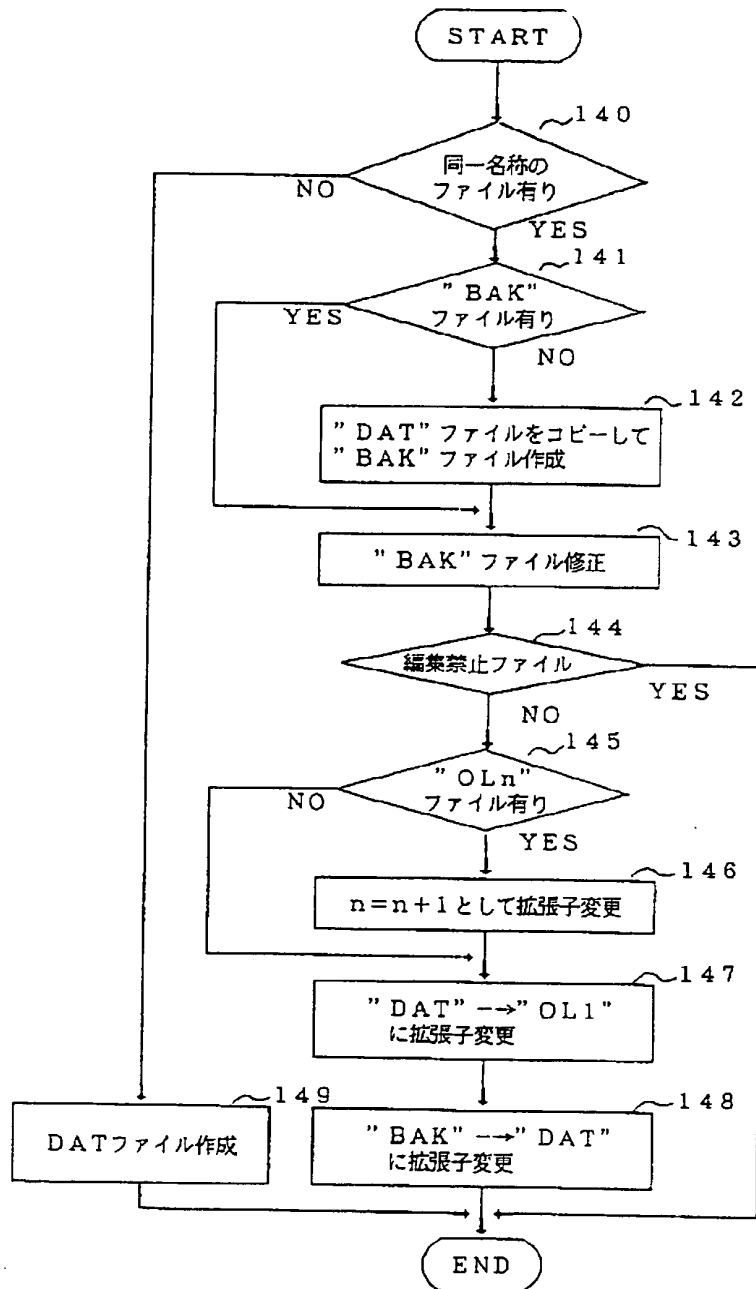 START
140
同一名称の
ファイル有り
NO
YES
141
"BAK"
ファイル有り
YES
NO
142
"DAT"ファイルをコピーして
"BAK"ファイル作成
143
"BAK"ファイル修正
144
編集禁止ファイル
YES
NO
145
"OLn"
ファイル有り
NO
YES
146
n=n+1として拡張子変更
147
"DAT"→"OL1"
に拡張子変更
148
"BAK"→"DAT"
に拡張子変更
149
DATファイル作成
END